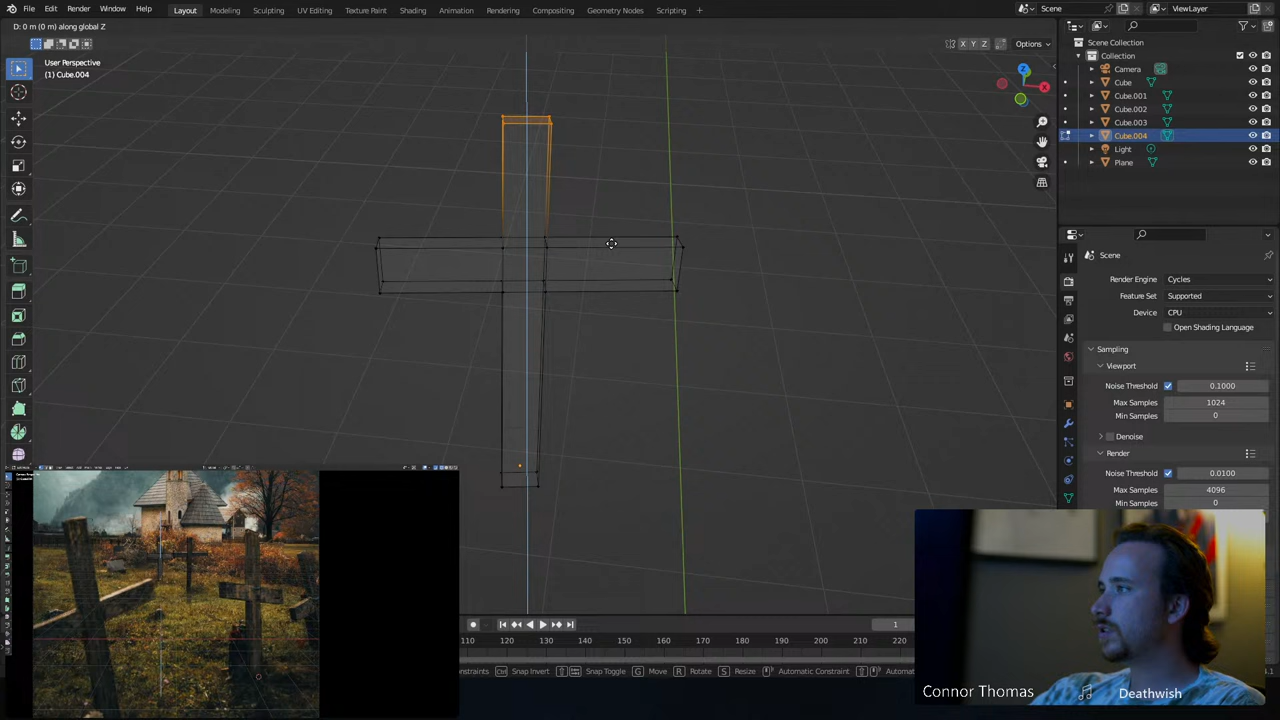 File Edit Render Window Help Layout Modeling Sculpting UV Editing Texture Paint Shading Animation Rendering Compositing Geometry Nodes Scripting Scene ViewLayer
D: 0 m (0 m) along global Z
X Y Z Options
User Perspective
(1) Cube.004
Z
X
Scene Collection
Collection
Camera
Cube
Cube.001
Cube.002
Cube.003
Cube.004
Light
Plane
Scene
Render Engine Cycles
Feature Set Supported
Device CPU
Open Shading Language
Sampling
Viewport
Noise Threshold 0.1000
Max Samples 1024
Min Samples 0
Denoise
Render
Noise Threshold 0.0100
Max Samples 4096
Min Samples 0
1
110 120 130 140 150 160 170 180 190 200 210 220
Ctrl Snap Invert Snap Toggle G Move R Rotate S Resize Automatic Constraint Automatic Constraint
Connor Thomas Deathwish